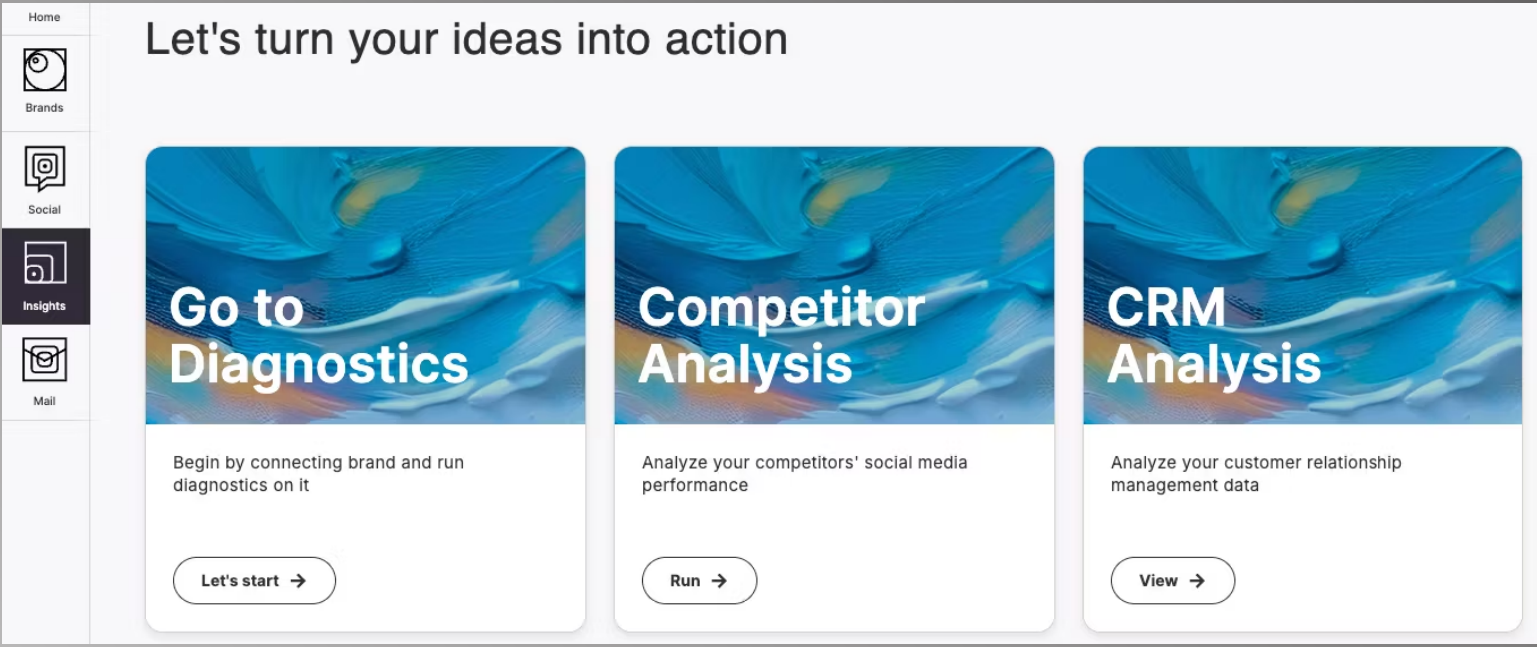 Home
Let's turn your ideas into action
Brands
Social
Insights
Mail
Go to
Diagnostics
Begin by connecting brand and run
diagnostics on it
Let's start →
Competitor
Analysis
Analyze your competitors' social media
performance
Run →
CRM
Analysis
Analyze your customer relationship
management data
View →